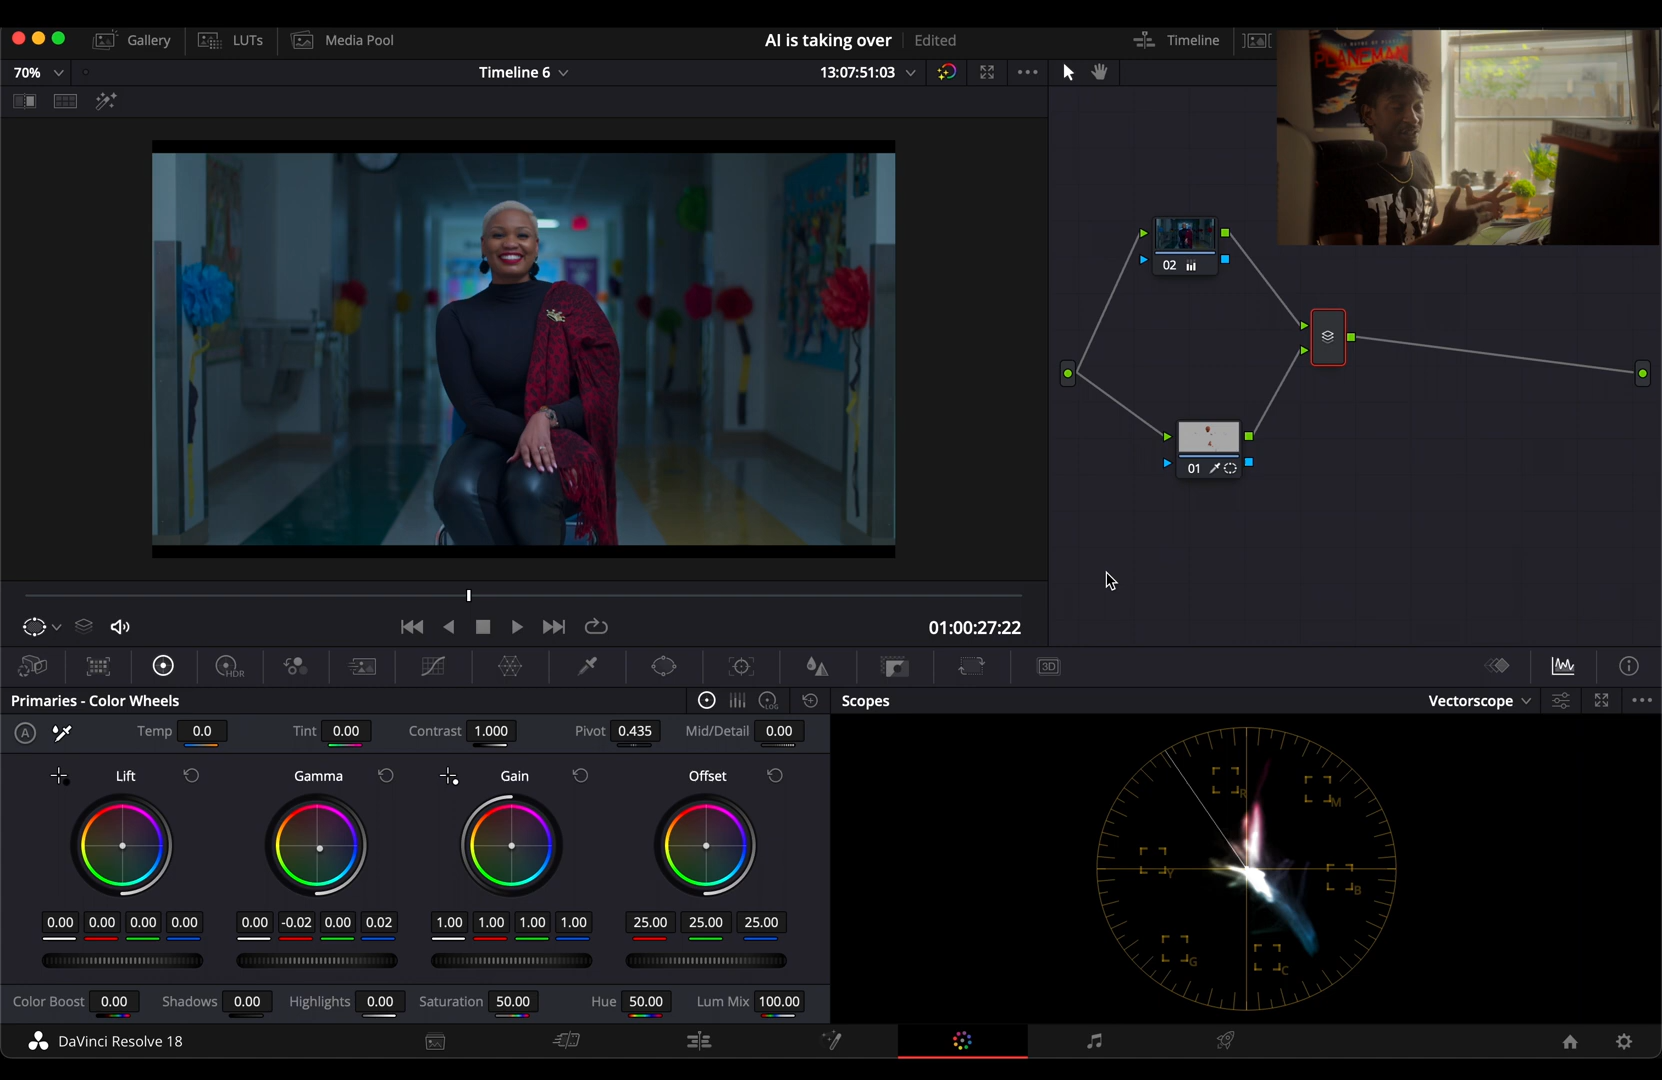 Gallery LUTs Media Pool AI is taking over Edited Timeline
70% Timeline 6 13:07:51:03
PLANEMAN
02
01
01:00:27:22
HDR 3D
Primaries - Color Wheels LOG Scopes Vectorscope
A Temp 0.0 Tint 0.00 Contrast 1.000 Pivot 0.435 Mid/Detail 0.00
Lift Gamma Gain Offset
R M
Y B
G C
0.00 0.00 0.00 0.00 0.00 -0.02 0.00 0.02 1.00 1.00 1.00 1.00 25.00 25.00 25.00
Color Boost 0.00 Shadows 0.00 Highlights 0.00 Saturation 50.00 Hue 50.00 Lum Mix 100.00
DaVinci Resolve 18